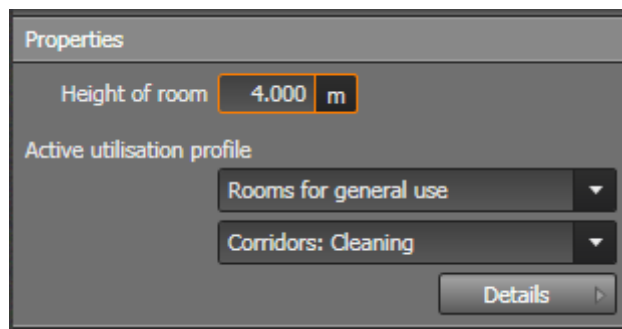 Properties
Height of room 4.000 m
Active utilisation profile
Rooms for general use
Corridors: Cleaning
Details